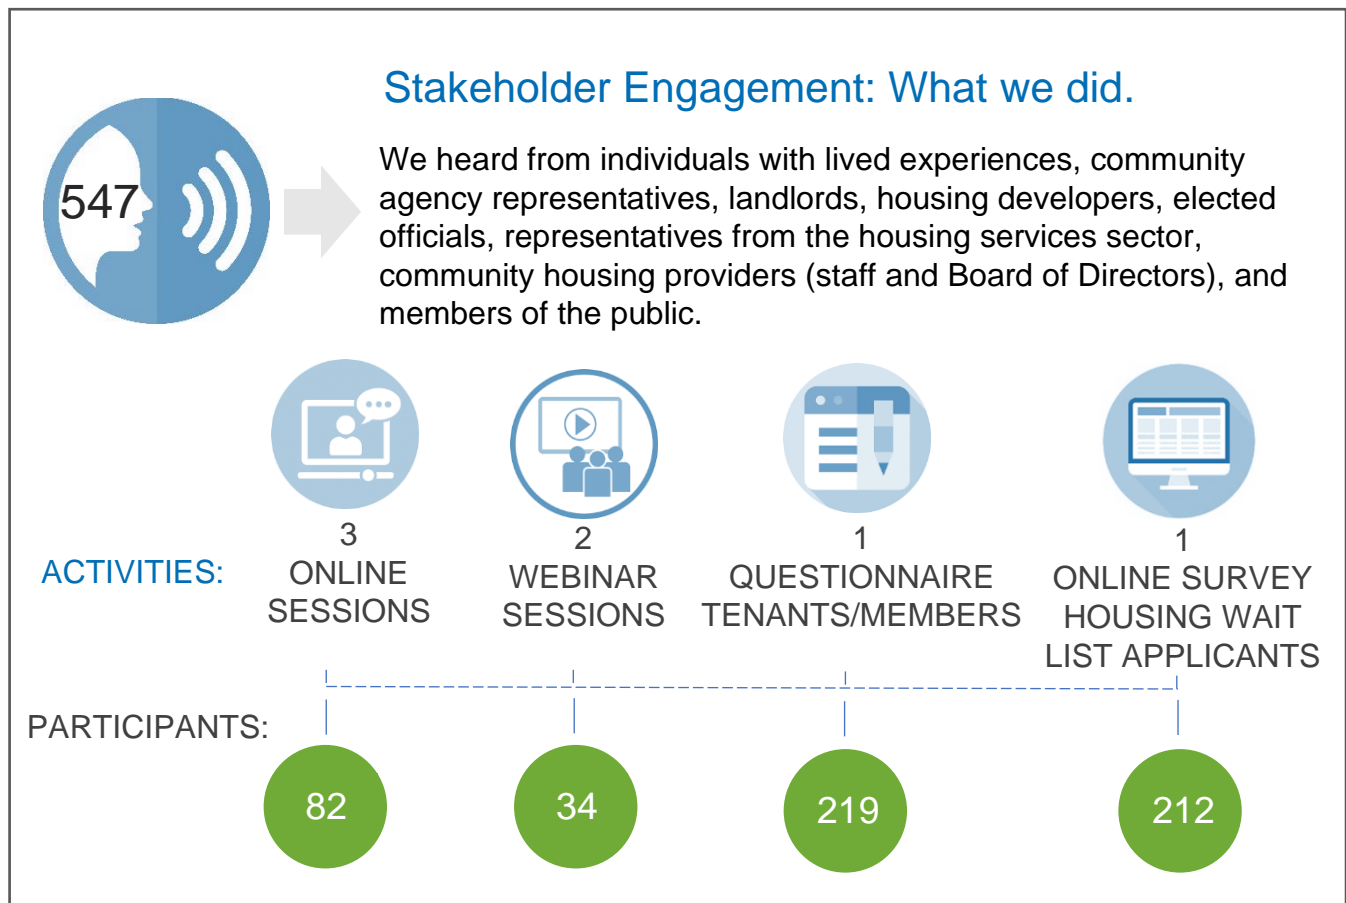 Stakeholder Engagement: What we did.
547
We heard from individuals with lived experiences, community
agency representatives, landlords, housing developers, elected
officials, representatives from the housing services sector,
community housing providers (staff and Board of Directors), and
members of the public.
ACTIVITIES:
3
ONLINE
SESSIONS
2
WEBINAR
SESSIONS
1
QUESTIONNAIRE
TENANTS/MEMBERS
1
ONLINE SURVEY
HOUSING WAIT
LIST APPLICANTS
PARTICIPANTS:
82
34
219
212